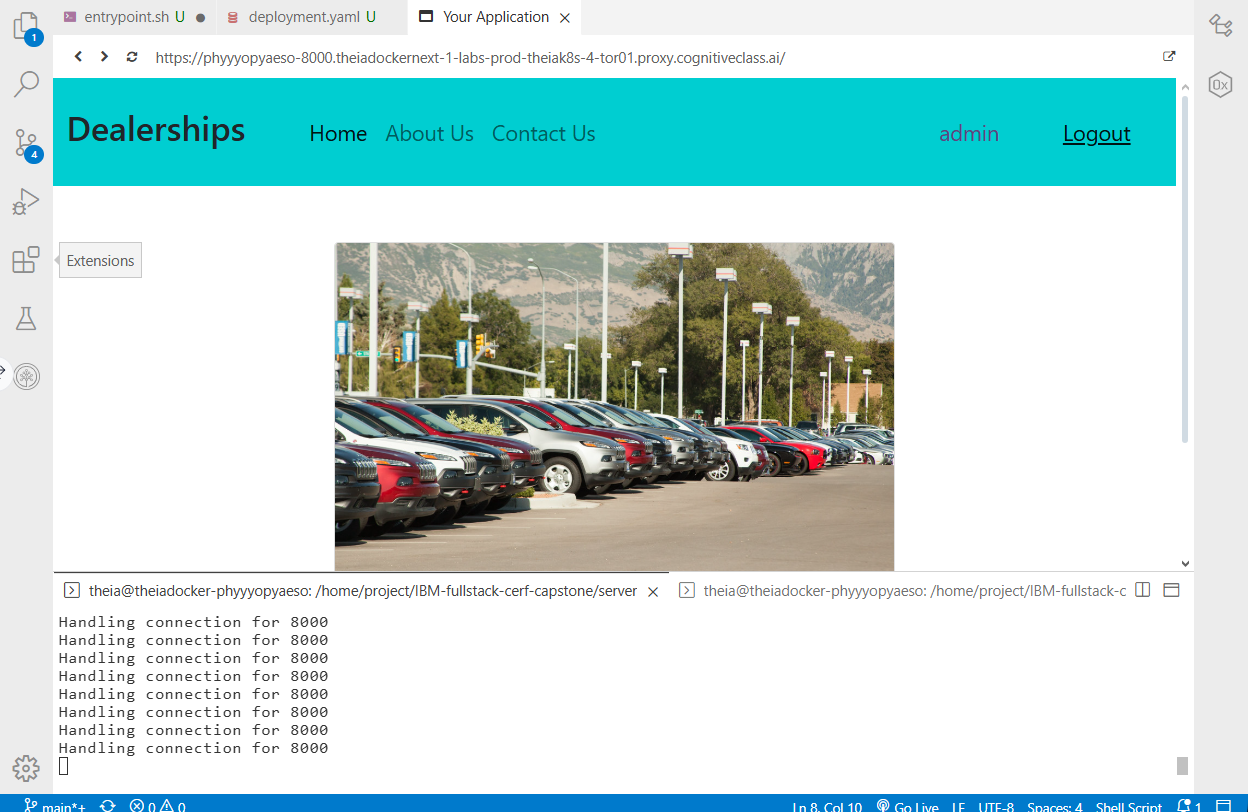 entrypoint.sh U
deployment.yaml U
Your Application
1
https://phyyyopyaeso-8000.theiadockernext-1-labs-prod-theiak8s-4-tor01.proxy.cognitiveclass.ai/
0x
Dealerships
Home About Us Contact Us
admin
Logout
4
Extensions
theia@theiadocker-phyyyopyaeso: /home/project/IBM-fullstack-cerf-capstone/server
theia@theiadocker-phyyyopyaeso: /home/project/IBM-fullstack-c
Handling connection for 8000
Handling connection for 8000
Handling connection for 8000
Handling connection for 8000
Handling connection for 8000
Handling connection for 8000
Handling connection for 8000
Handling connection for 8000
main*+ 0 0 Ln 8, Col 10 Go Live LF UTF-8 Spaces: 4 Shell Script 1